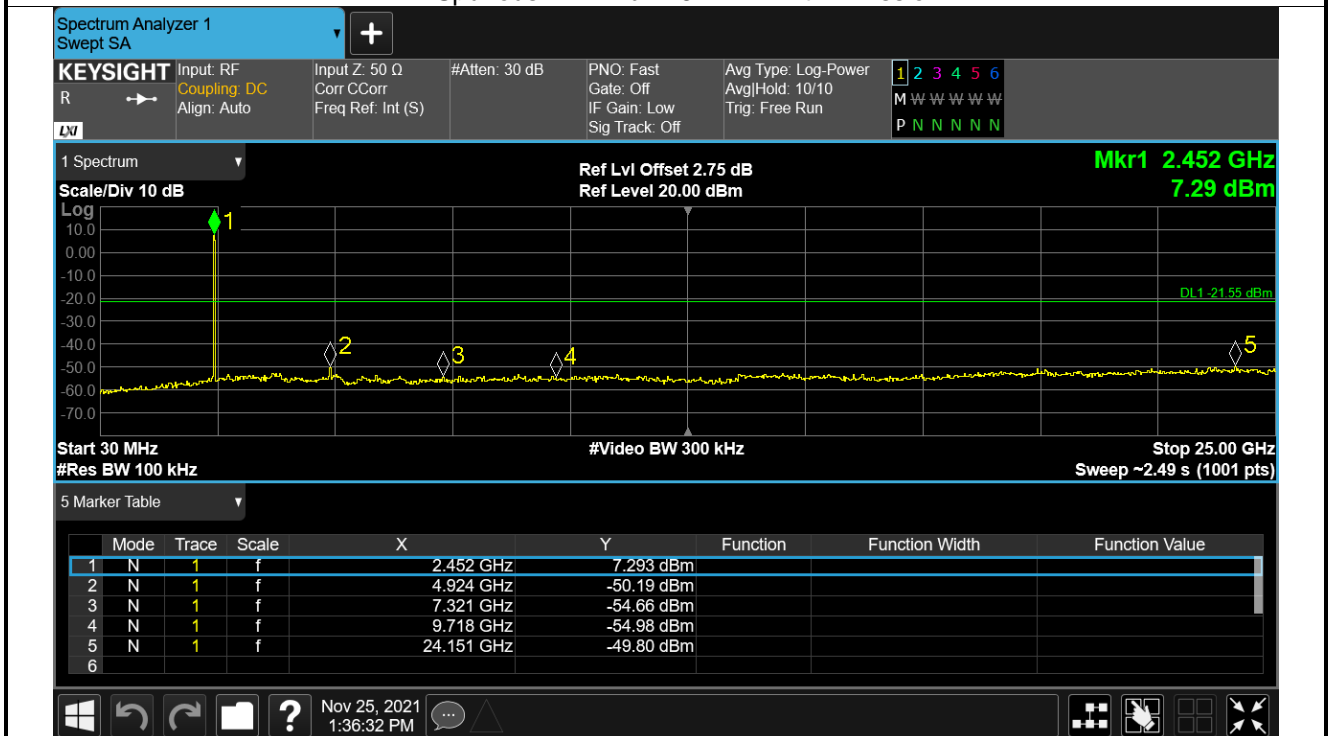 Spectrum Analyzer 1
Swept SA
KEYSIGHT
R
LXI
Input: RF
Coupling: DC
Align: Auto
Input Z: 50 Ω
Corr CCorr
Freq Ref: Int (S)
#Atten: 30 dB
PNO: Fast
Gate: Off
IF Gain: Low
Sig Track: Off
Avg Type: Log-Power
Avg|Hold: 10/10
Trig: Free Run
1 2 3 4 5 6
M W W W W W
P N N N N N
1 Spectrum
Scale/Div 10 dB
Ref Lvl Offset 2.75 dB
Ref Level 20.00 dBm
Mkr1 2.452 GHz
7.29 dBm
Log
10.0
0.00
-10.0
-20.0
-30.0
-40.0
-50.0
-60.0
-70.0
1
2
3
4
5
DL1 -21.55 dBm
Start 30 MHz
#Video BW 300 kHz
Stop 25.00 GHz
#Res BW 100 kHz
Sweep ~2.49 s (1001 pts)
5 Marker Table
Mode Trace Scale X Y Function Function Width Function Value
1 N 1 f 2.452 GHz 7.293 dBm
2 N 1 f 4.924 GHz -50.19 dBm
3 N 1 f 7.321 GHz -54.66 dBm
4 N 1 f 9.718 GHz -54.98 dBm
5 N 1 f 24.151 GHz -49.80 dBm
6
?
Nov 25, 2021
1:36:32 PM